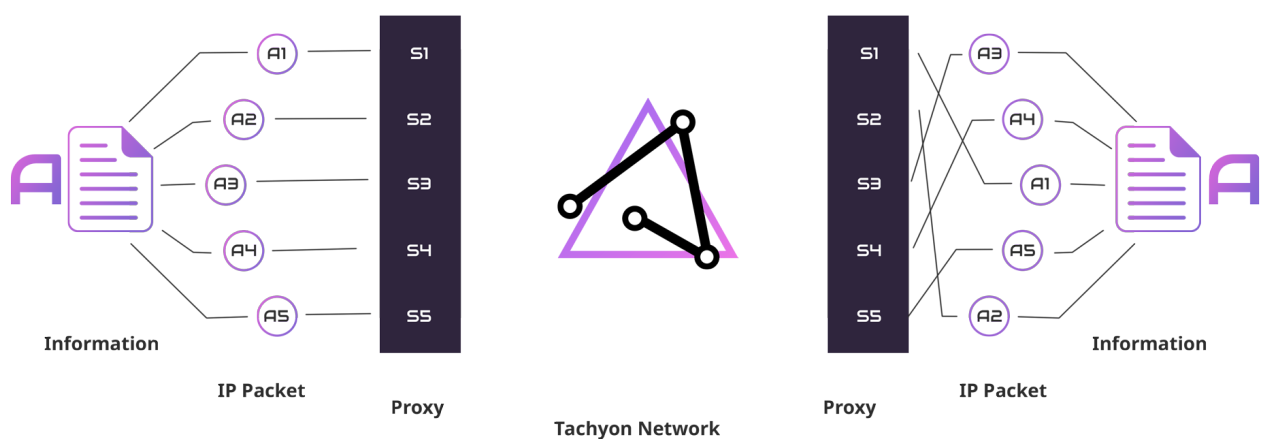 A
A1
A2
A3
A4
A5
S1
S2
S3
S4
S5
S1
S2
S3
S4
S5
A3
A4
A1
A5
A2
A
Information
IP Packet
Proxy
Tachyon Network
Proxy
IP Packet
Information